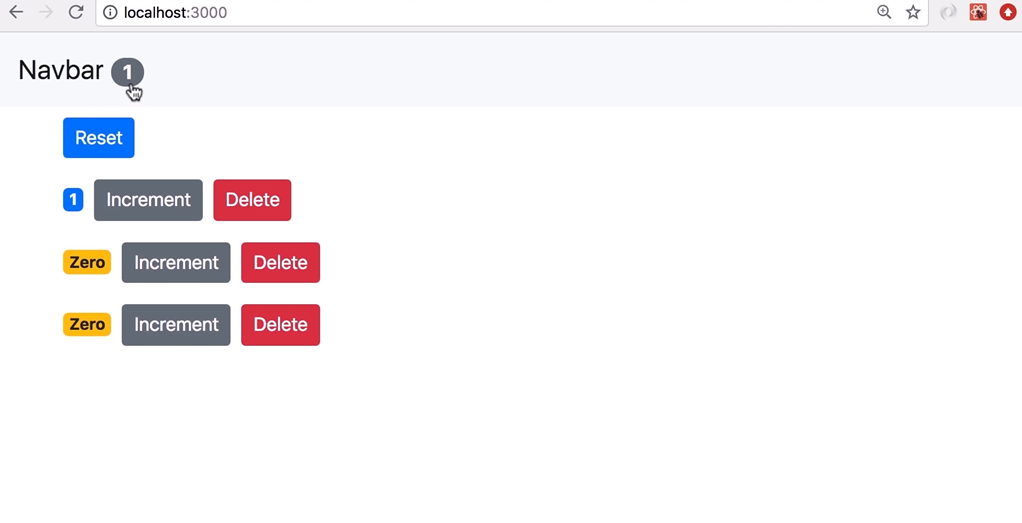 localhost:3000
Navbar 1
Reset
1 Increment Delete
Zero Increment Delete
Zero Increment Delete